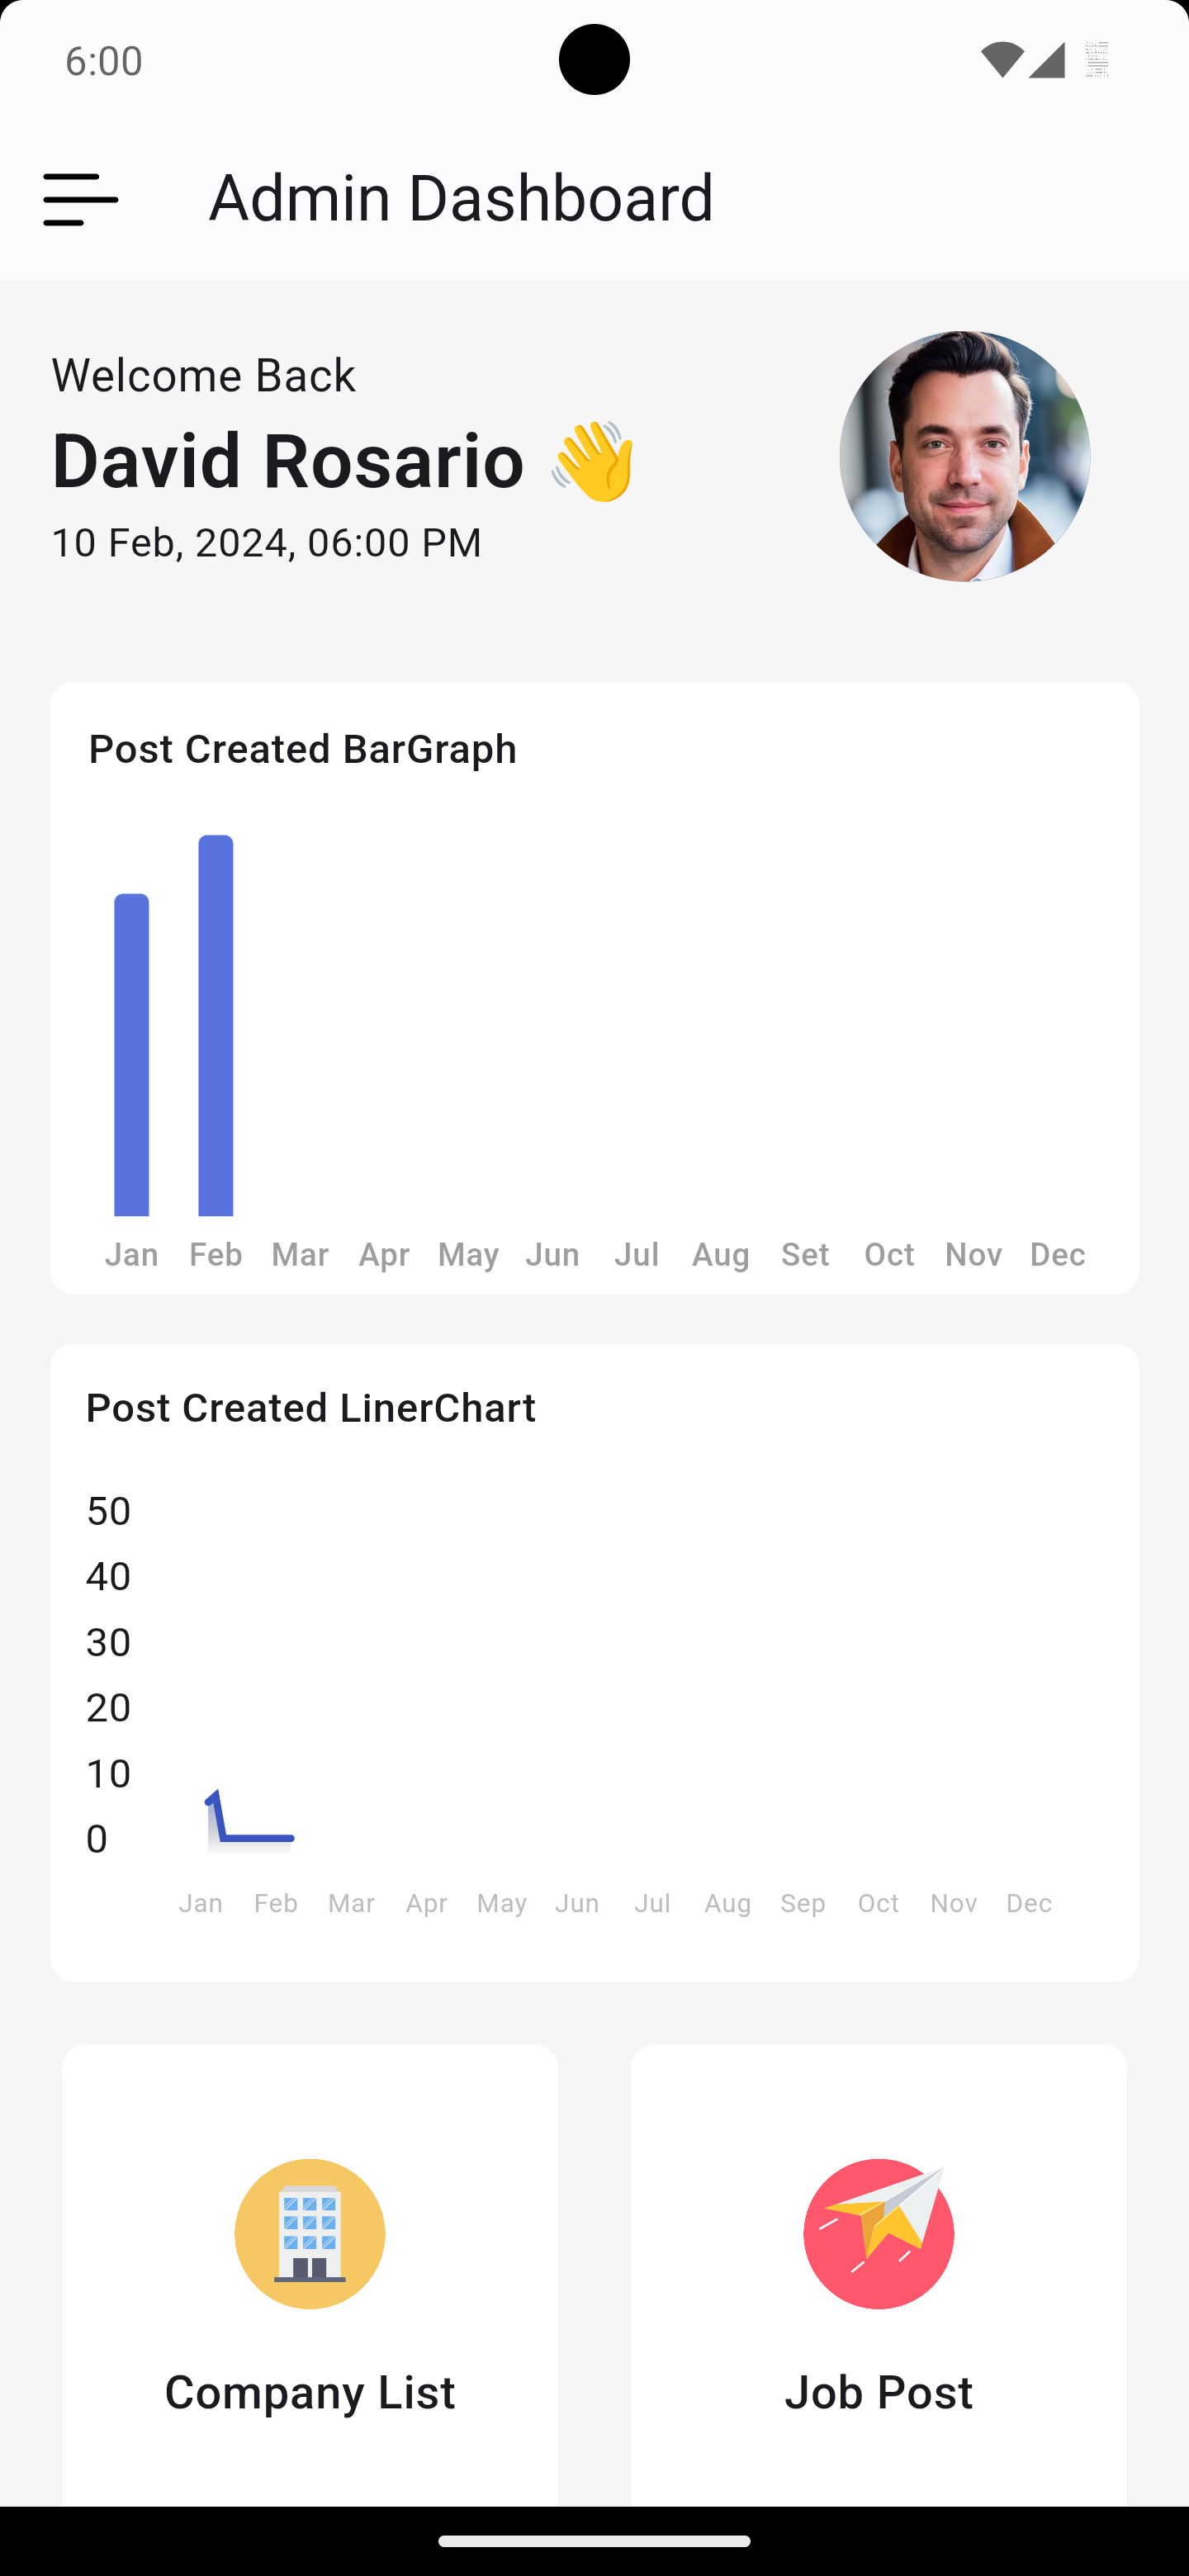 6:00
Admin Dashboard
Welcome Back
David Rosario 👋
10 Feb, 2024, 06:00 PM
Post Created BarGraph
Jan Feb Mar Apr May Jun Jul Aug Set Oct Nov Dec
Post Created LinerChart
50
40
30
20
10
0
Jan Feb Mar Apr May Jun Jul Aug Sep Oct Nov Dec
Company List
Job Post